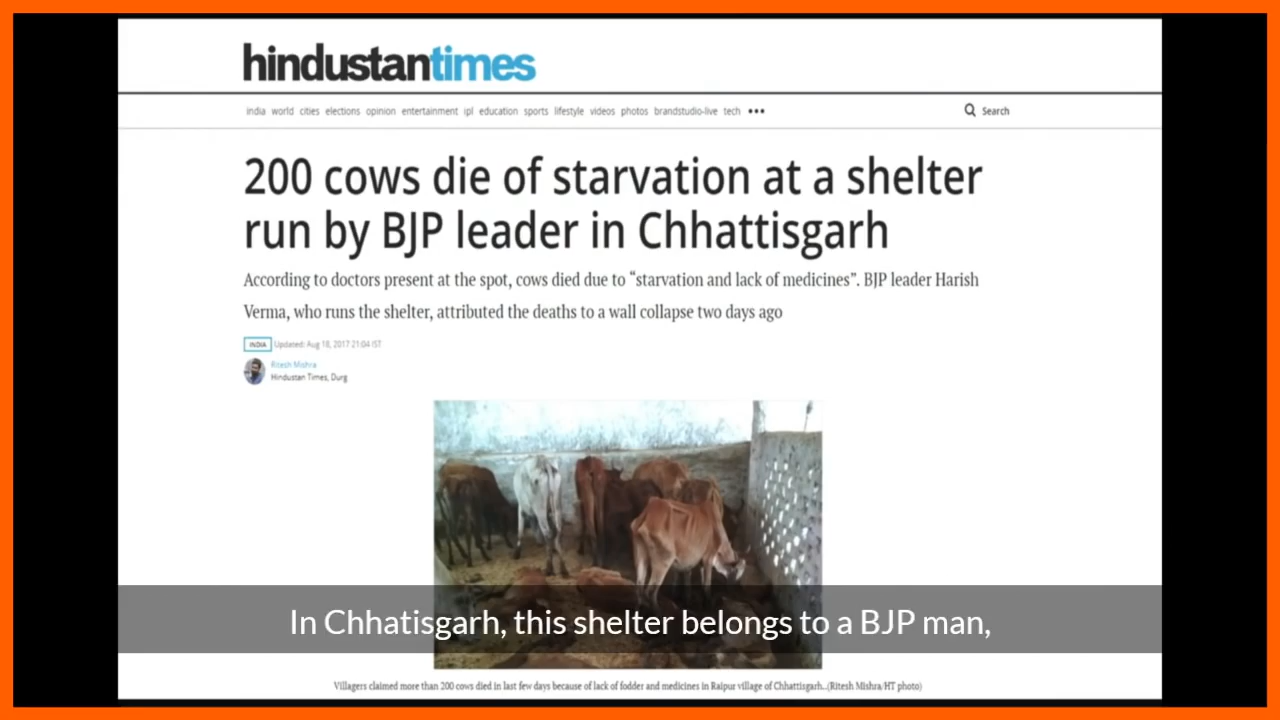 hindustantimes
india world cities elections opinion entertainment ipl education sports lifestyle videos photos brandstudio-live tech ••• Search
200 cows die of starvation at a shelter
run by BJP leader in Chhattisgarh
According to doctors present at the spot, cows died due to “starvation and lack of medicines”. BJP leader Harish
Verma, who runs the shelter, attributed the deaths to a wall collapse two days ago
INDIA Updated: Aug 18, 2017 21:04 IST
Ritesh Mishra
Hindustan Times, Durg
In Chhatisgarh, this shelter belongs to a BJP man,
Villagers claimed more than 200 cows died in last few days because of lack of fodder and medicines in Raipur village of Chhattisgarh..(Ritesh Mishra/HT photo)